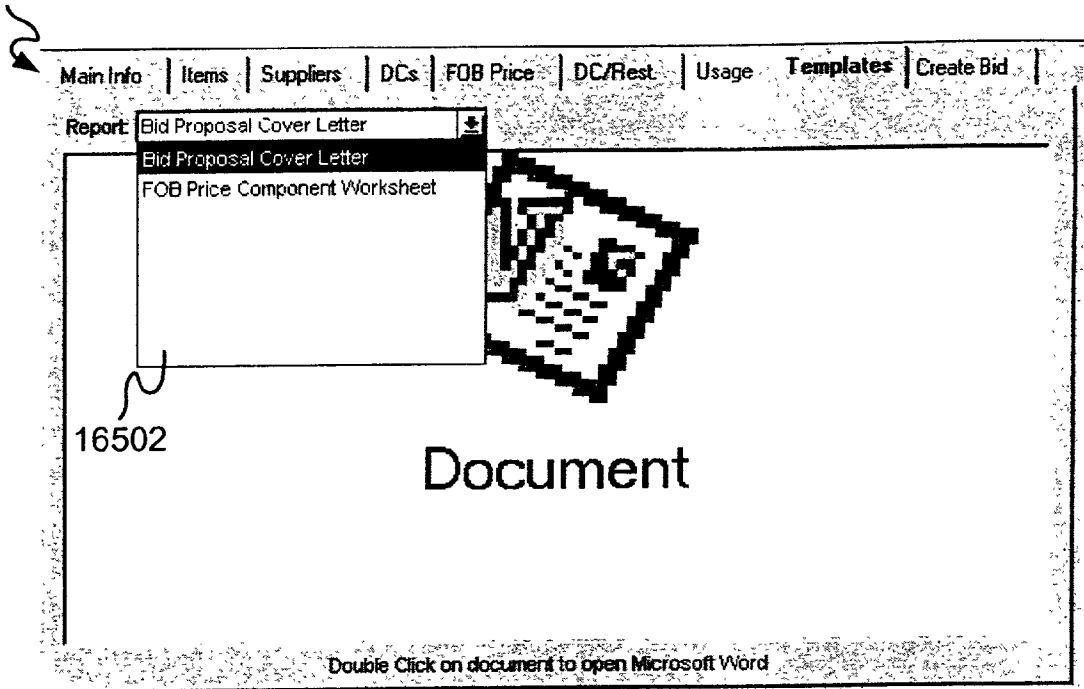 Main Info Items Suppliers DCs FOB Price DC/Rest. Usage Templates Create Bid
Report: Bid Proposal Cover Letter
Bid Proposal Cover Letter
FOB Price Component Worksheet
16502
Document
Double Click on document to open Microsoft Word